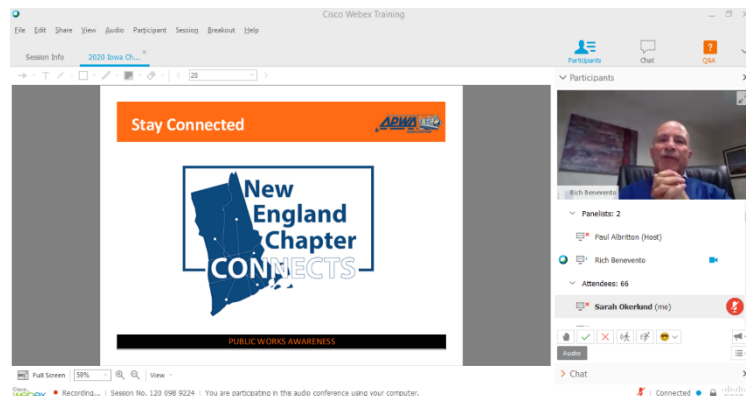 Cisco Webex Training
File Edit Share View Audio Participant Session Breakout Help
Session Info
2020 Iowa Ch...
Participants
Chat
Q&A
28
Participants
Stay Connected
APWA
New
England
Chapter
CONNECTS
PUBLIC WORKS AWARENESS
Rich Benevento
Panelists: 2
Paul Albritton (Host)
Rich Benevento
Attendees: 66
Sarah Okerlund (me)
Audio
Chat
Full Screen 59% View
Recording... Session No. 120 098 9224 You are participating in this audio conference using your computer.
Connected